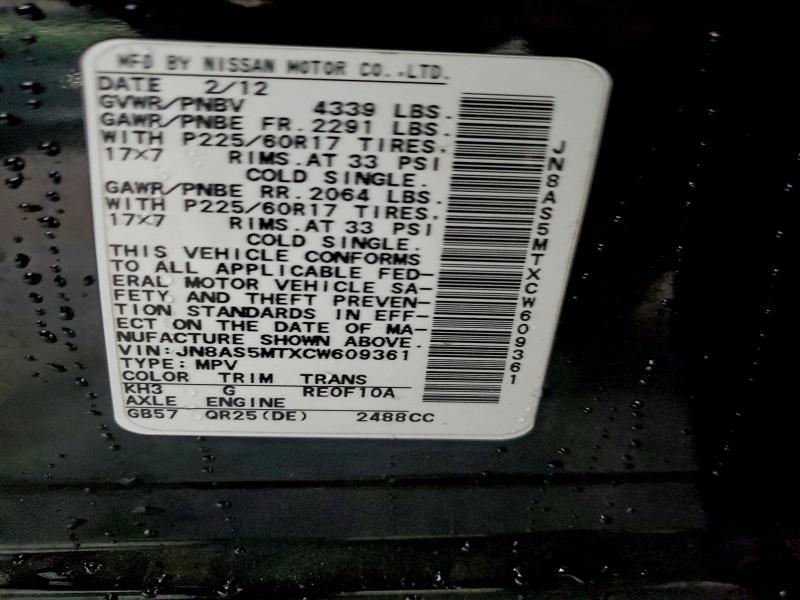 MFD BY NISSAN MOTOR CO.,LTD.
DATE 2/12
GVWR/PNBV 4339 LBS.
GAWR/PNBE FR.2291 LBS.
WITH P225/60R17 TIRES.
17×7 RIMS.AT 33 PSI
COLD SINGLE.
GAWR/PNBE RR.2064 LBS.
WITH P225/60R17 TIRES.
17×7 RIMS.AT 33 PSI
COLD SINGLE.
THIS VEHICLE CONFORMS
TO ALL APPLICABLE FED-
ERAL MOTOR VEHICLE SA-
FETY AND THEFT PREVEN-
TION STANDARDS IN EFF-
ECT ON THE DATE OF MA-
NUFACTURE SHOWN ABOVE.
VIN:JN8AS5MTXCW609361
TYPE:MPV
COLOR TRIM TRANS
KH3 G RE0F10A
AXLE ENGINE
GB57 QR25(DE) 2488CC
JN8AS5MTXCW609361